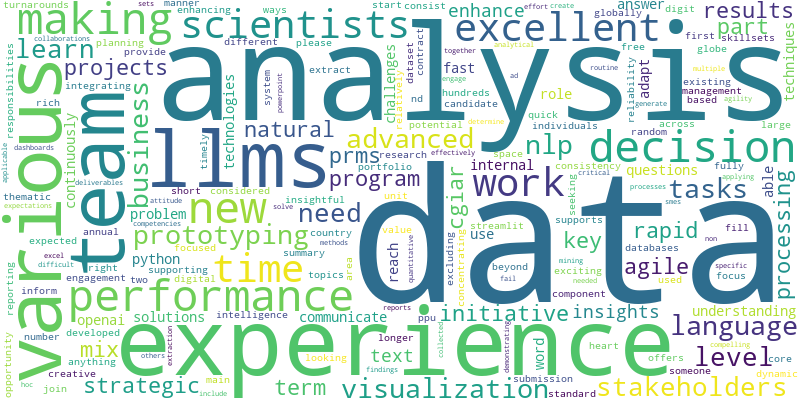 turnarounds
sets
manner
making
collaborations
planning
enhancing
ways
different
scientists
start
consist
effort
create
globally
answer
digit
please
enhance
excellent
together
analytical
results
part
first
skillsets
globe
techniques
learn
provide
extract
system
powerpoint
challenges
relatively
dataset
contract
fast
hundreds
candidate
nd
ad
routine
multiple
engage
generate
agility
reliability
free
adapt
existing
management
based
projects
integrating
responsibilities
rich
various
team
business
continuously
technologies
timely
analysis
natural
advanced
role
quick
potential
individuals
determine
random
across
large
applicable
dashboards
deliverables
llms
prms
research
effectively
portfolio
nlp
space
consistency
decision
fully
questions
short
considered
attitude
insightful
program
internal
work
seeking
critical
supports
processes
smes
applying
tasks
able
processing
thematic
expectations
annual
competencies
new
solve
need
unit
cgiar
excluding
concentrating
streamlit
use
key
rapid
databases
non
fill
expected
problem
prototyping
country
methods
value
reach
quantitative
data
beyond
fail
exciting
mining
needed
agile
specific
focus
reporting
excel
difficult
python
focused
supporting
time
summary
topics
area
inform
engagement
right
two
digital
performance
reports
component
used
understanding
opportunity
number
developed
openai
solutions
intelligence
communicate
ppu
initiative
insights
language
anything
mix
extraction
experience
longer
text
findings
collected
demonstrating
word
heart
offers
compelling
someone
level
core
dynamic
creative
hoc
join
others
strategic
main
include
term
looking
visualization
submission
standard
stakeholders